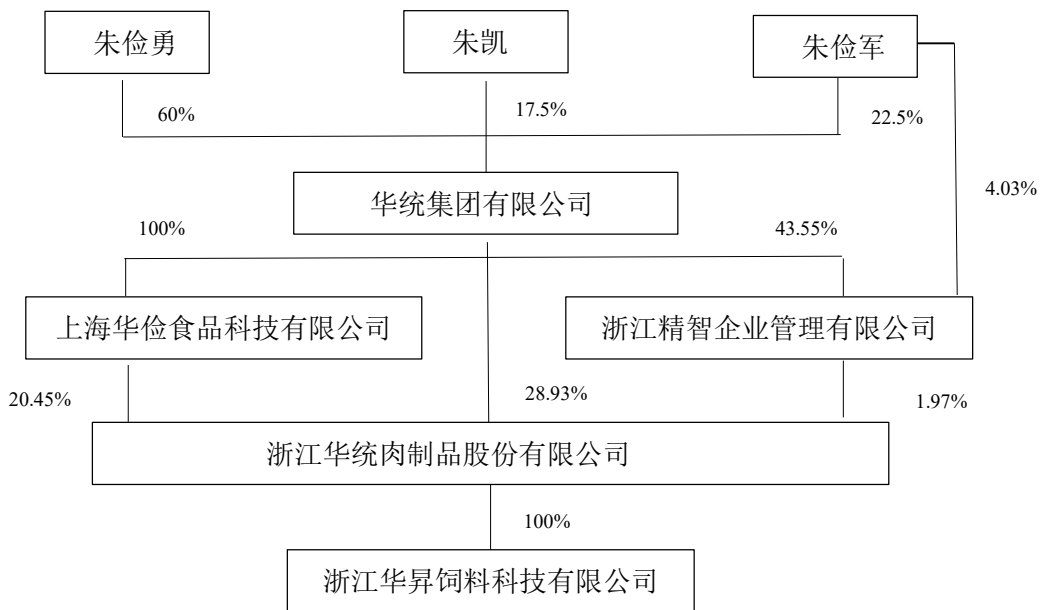 朱俭勇
朱凯
朱俭军
60%
17.5%
22.5%
4.03%
华统集团有限公司
100%
43.55%
上海华俭食品科技有限公司
浙江精智企业管理有限公司
20.45%
28.93%
1.97%
浙江华统肉制品股份有限公司
100%
浙江华昇饲料科技有限公司